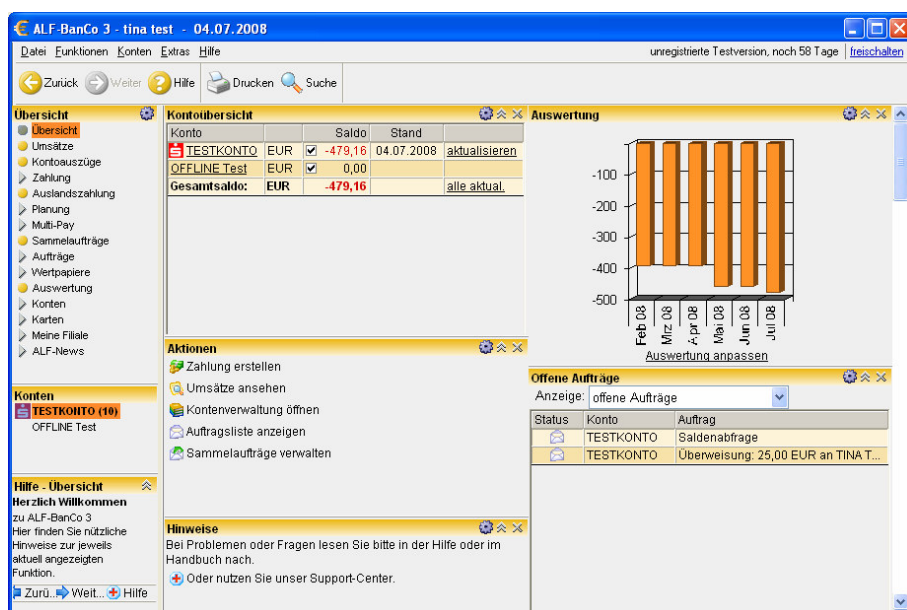 ALF-BanCo 3 - tina test - 04.07.2008
Datei Funktionen Konten Extras Hilfe
unregistrierte Testversion, noch 58 Tage freischalten
Zurück Weiter Hilfe Drucken Suche
Übersicht
Übersicht
Umsätze
Kontoauszüge
Zahlung
Auslandszahlung
Planung
Multi-Pay
Sammelaufträge
Aufträge
Wertpapiere
Auswertung
Konten
Karten
Meine Filiale
ALF-News
Konten
TESTKONTO (10)
OFFLINE Test
Hilfe - Übersicht
Herzlich Willkommen
zu ALF-BanCo 3
Hier finden Sie nützliche
Hinweise zur jeweils
aktuell angezeigten
Funktion.
Zurü... Weit... Hilfe
Kontoübersicht
Konto Saldo Stand
TESTKONTO EUR -479,16 04.07.2008 aktualisieren
OFFLINE Test EUR 0,00
Gesamtsaldo: EUR -479,16 alle aktual.
Aktionen
Zahlung erstellen
Umsätze ansehen
Kontenverwaltung öffnen
Auftragsliste anzeigen
Sammelaufträge verwalten
Hinweise
Bei Problemen oder Fragen lesen Sie bitte in der Hilfe oder im
Handbuch nach.
Oder nutzen Sie unser Support-Center.
Auswertung
-100
-200
-300
-400
-500
Feb 08
Mrz 08
Apr 08
Mai 08
Jun 08
Jul 08
Auswertung anpassen
Offene Aufträge
Anzeige: offene Aufträge
Status Konto Auftrag
TESTKONTO Saldenabfrage
TESTKONTO Überweisung: 25,00 EUR an TINA T...